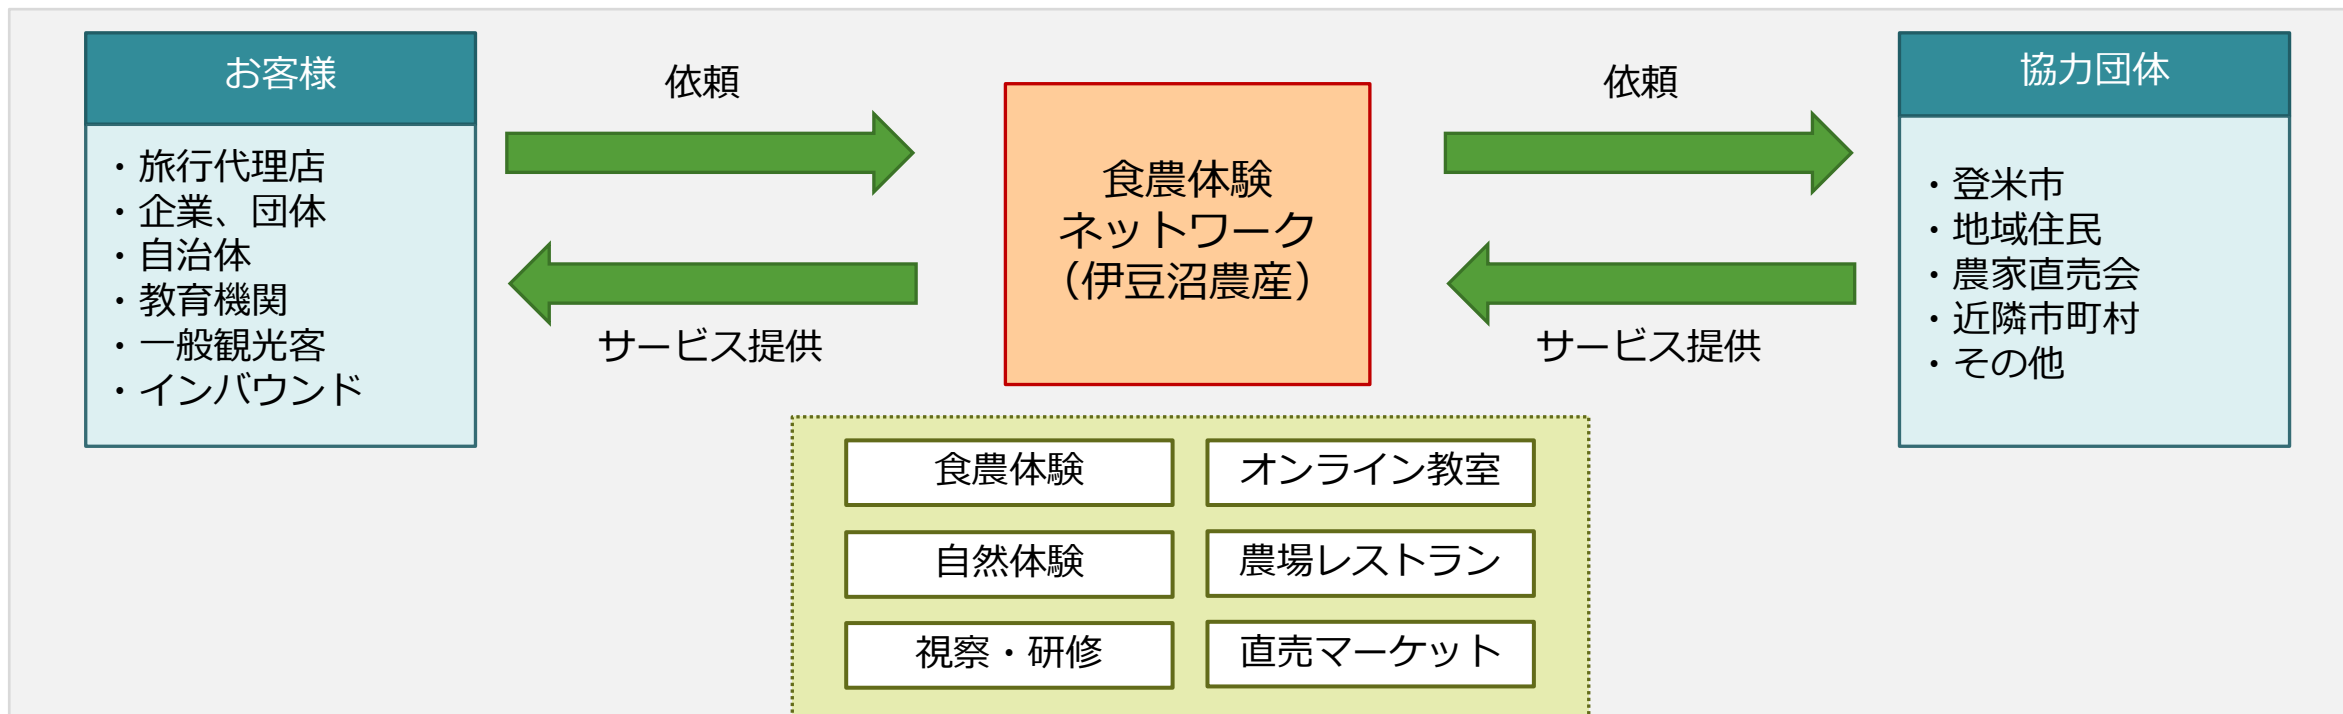 お客様
・旅行代理店
・企業、団体
・自治体
・教育機関
・一般観光客
・インバウンド
依頼
サービス提供
食農体験
ネットワーク
（伊豆沼農産）
依頼
サービス提供
協力団体
・登米市
・地域住民
・農家直売会
・近隣市町村
・その他
食農体験
オンライン教室
自然体験
農場レストラン
視察・研修
直売マーケット